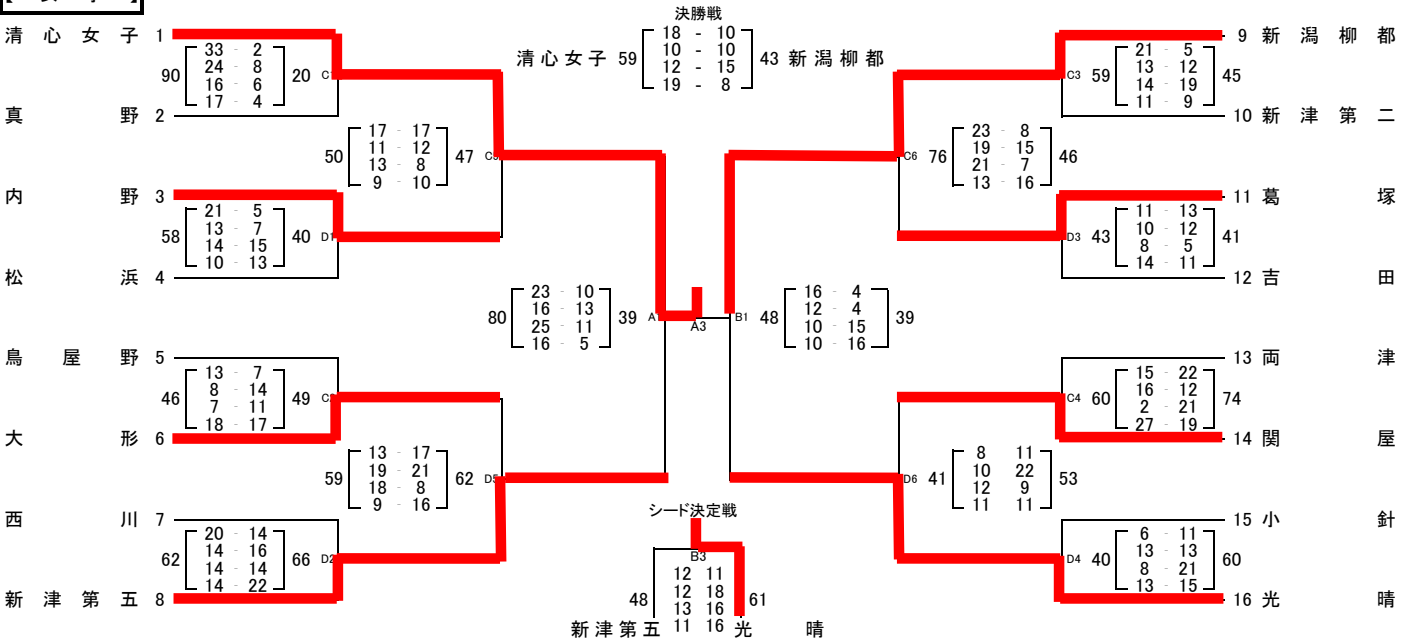 決勝戦
清心女子 59 18 - 10 43 新潟柳都
10 - 10
12 - 15
19 - 8
清心女子 1
90 33 - 2 20
24 - 8
16 - 6
17 - 4
真野 2
50 17 - 17 47
11 - 12
13 - 8
9 - 10
内野 3
58 21 - 5 40 D1
13 - 7
14 - 15
10 - 13
松浜 4
80 23 - 10 39 A
16 - 13
25 - 11
16 - 5
鳥屋野 5
46 13 - 7 49
8 - 14
7 - 11
18 - 17
大形 6
59 13 - 17 62 D5
19 - 21
18 - 8
9 - 16
西川 7
62 20 - 14 66 D2
14 - 16
14 - 14
14 - 22
新津第五 8
A3
9 新潟柳都
C3 59 21 - 5 45
13 - 12
14 - 19
11 - 9
10 新津第二
C6 76 23 - 8 46
19 - 15
21 - 7
13 - 16
11 葛塚
D3 43 11 - 13 41
10 - 12
8 - 5
14 - 11
12 吉田
B1 48 16 - 4 39
12 - 4
10 - 15
10 - 16
13 両津
C4 60 15 - 22 74
16 - 12
2 - 21
27 - 19
14 関屋
D6 41 8 11 53
10 22
12 9
11 11
15 小針
D4 40 6 - 11 60
13 - 13
8 - 21
13 - 15
16 光晴
シード決定戦
B3
48 12 11 61
12 18
13 16
11 16
新津第五 光晴